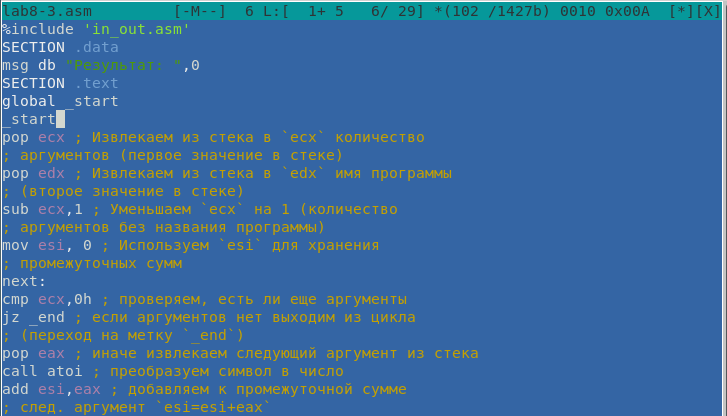 lab8-3.asm [-M--] 6 L:[ 1+ 5 6/ 29] *(102 /1427b) 0010 0x00A [*][X]
%include 'in_out.asm'
SECTION .data
msg db "Результат: ",0
SECTION .text
global _start
_start
pop ecx ; Извлекаем из стека в `ecx` количество
; аргументов (первое значение в стеке)
pop edx ; Извлекаем из стека в `edx` имя программы
; (второе значение в стеке)
sub ecx,1 ; Уменьшаем `ecx` на 1 (количество
; аргументов без названия программы)
mov esi, 0 ; Используем `esi` для хранения
; промежуточных сумм
next:
cmp ecx,0h ; проверяем, есть ли еще аргументы
jz _end ; если аргументов нет выходим из цикла
; (переход на метку `_end`)
pop eax ; иначе извлекаем следующий аргумент из стека
call atoi ; преобразуем символ в число
add esi,eax ; добавляем к промежуточной сумме
; след. аргумент `esi=esi+eax`